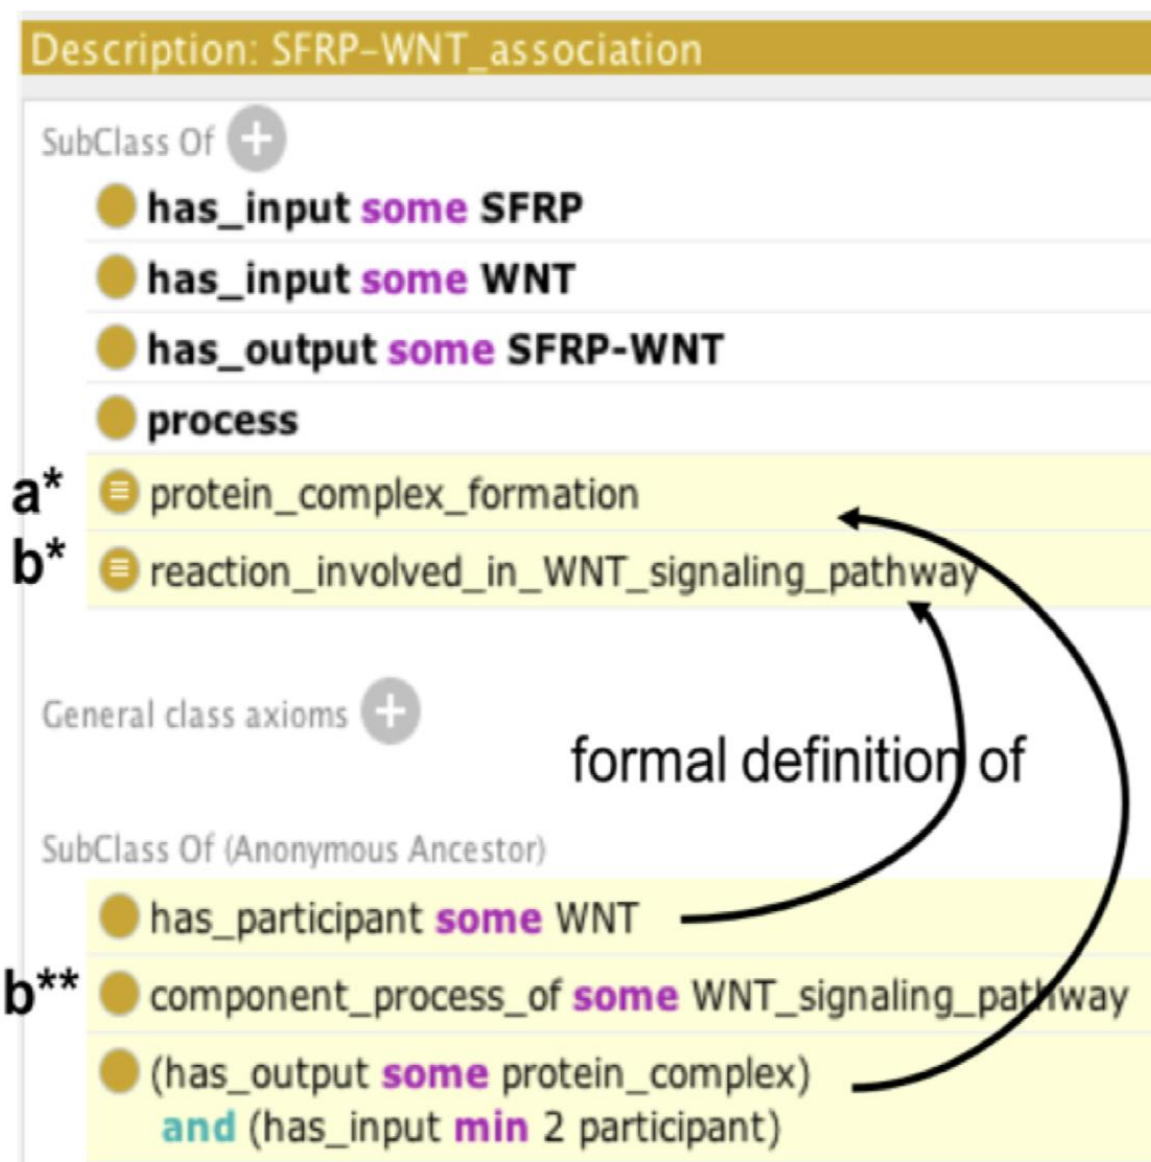 Description: SFRP-WNT_association
SubClass Of +
has_input some SFRP
has_input some WNT
has_output some SFRP-WNT
process
a* protein_complex_formation
b* reaction_involved_in_WNT_signaling_pathway
General class axioms +
formal definition of
SubClass Of (Anonymous Ancestor)
has_participant some WNT
b** component_process_of some WNT_signaling_pathway
(has_output some protein_complex)
and (has_input min 2 participant)